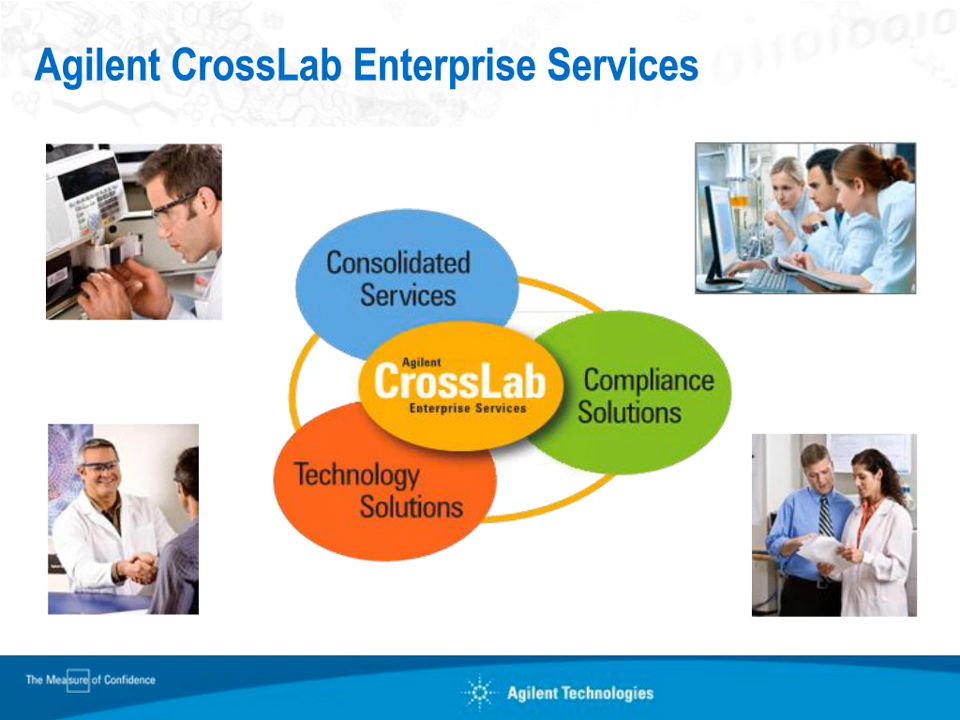 Agilent CrossLab Enterprise Services
Consolidated
Services
Agilent
CrossLab
Enterprise Services
Compliance
Solutions
Technology
Solutions
The Measure of Confidence
Agilent Technologies